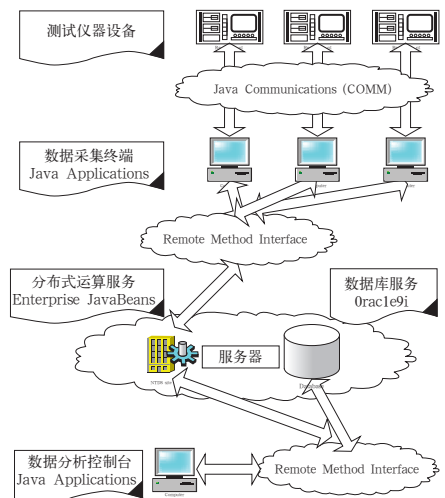 测试仪器设备
Java Communications (COMM)
数据采集终端
Java Applications
Remote Method Interface
分布式运算服务
Enterprise JavaBeans
数据库服务
0rac1e9i
服务器
Database
数据分析控制台
Java Applications
Computer
Remote Method Interface